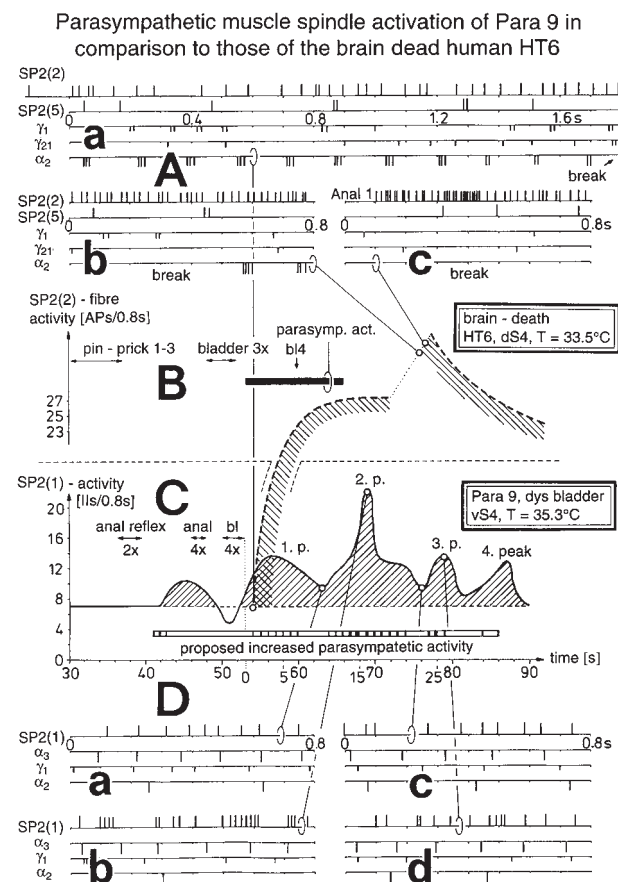 Parasympathetic muscle spindle activation of Para 9 in
comparison to those of the brain dead human HT6
SP2(2)
SP2(5)
0 0.4 0.8 1.2 1.6 s
γ1
a
γ21
α2
A
break
SP2(2)
Anal 1
SP2(5)
0 0.8 0 0.8s
γ1
γ21
b c
α2
break break
SP2(2) - fibre
activity [APs/0.8s]
parasymp. act.
brain - death
HT6, dS4, T = 33.5°C
pin - prick 1-3 bladder 3x bl4
B
27
25
23
SP2(1) - activity
[IIs/0.8s]
C
2. p.
Para 9, dys bladder
vS4, T = 35.3°C
20
16
12
8
4
0
anal reflex anal bl
2x 4x 4x
1. p. 3. p. 4. peak
proposed increased parasympatetic activity
time [s]
30 40 50 0 5 60 15 70 25 80 90
D
SP2(1)
0 0.8 0 0.8s
α3
γ1
a c
α2
SP2(1)
α3
γ1
b d
α2